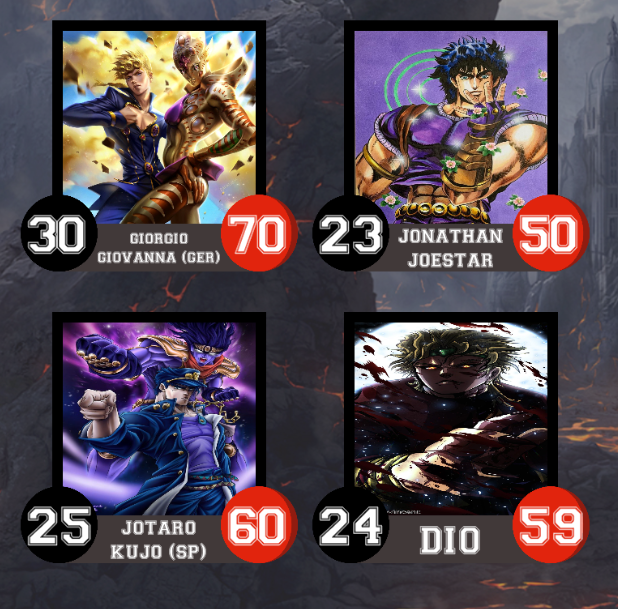 30
GIORGIO
GIOVANNA (GER)
70
23
JONATHAN
JOESTAR
50
25
JOTARO
KUJO (SP)
60
24
DIO
59